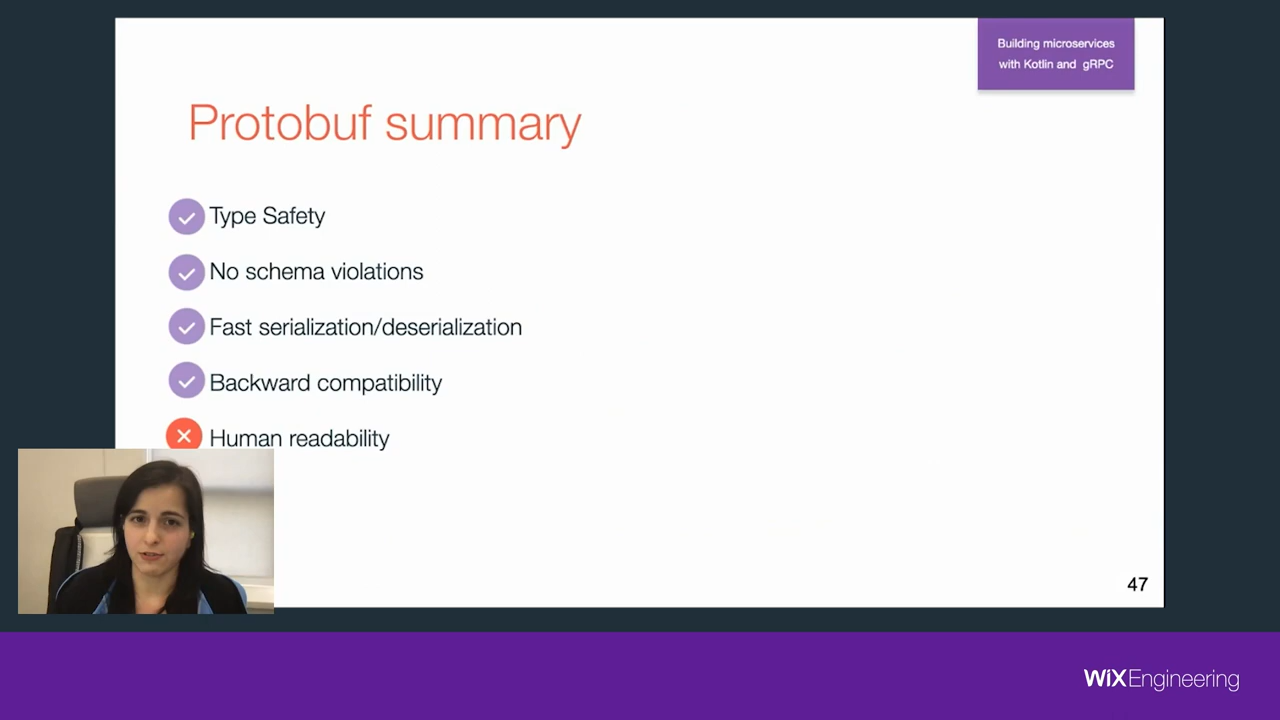 Building microservices
with Kotlin and gRPC
Protobuf summary
Type Safety
No schema violations
Fast serialization/deserialization
Backward compatibility
Human readability
47
WiXEngineering